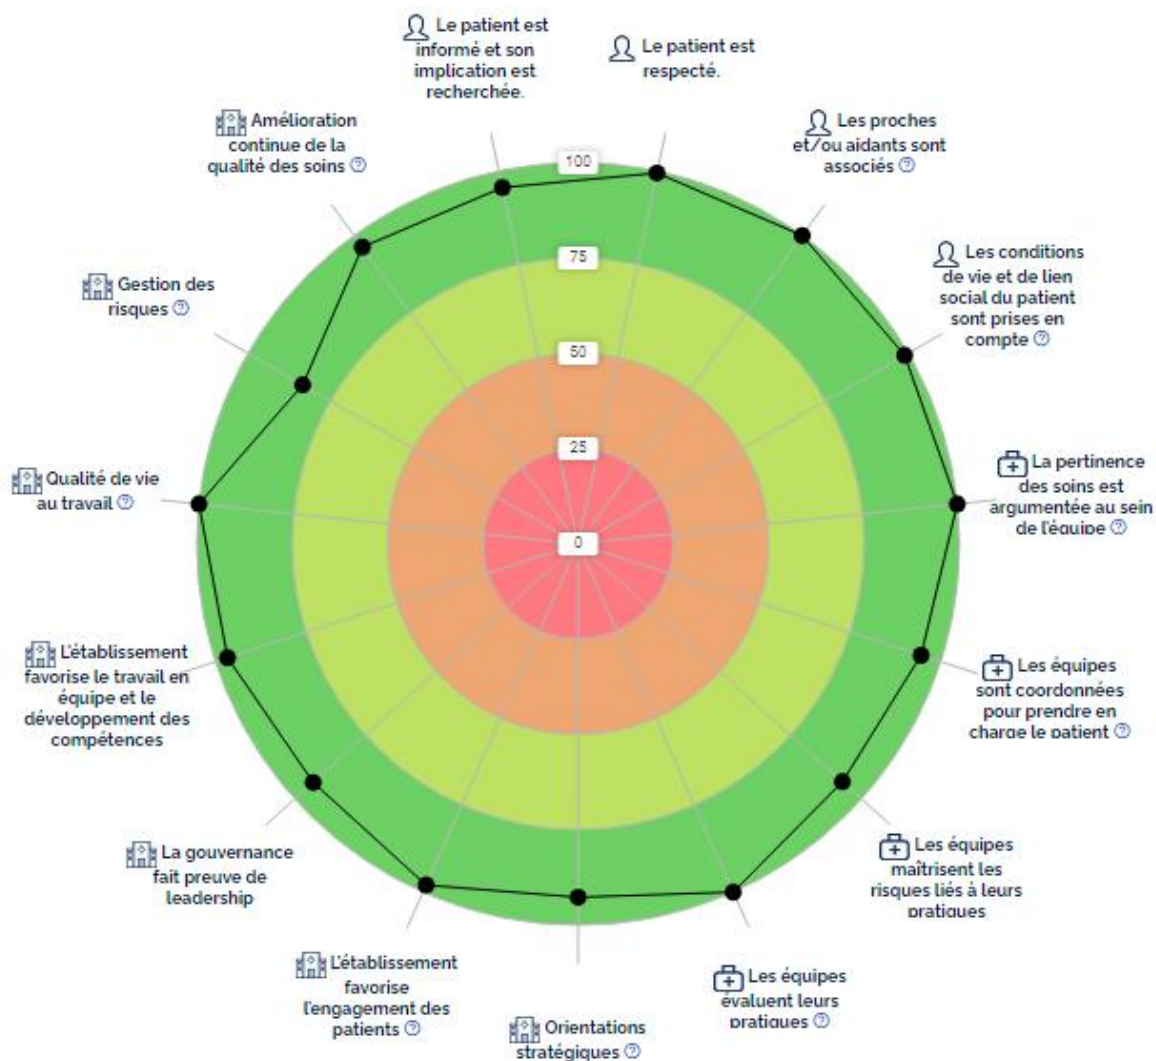 Le patient est
informé et son
implication est
recherchée.
Le patient est
respecté.
Les proches
et/ou aidants sont
associés ?
Les conditions
de vie et de lien
social du patient
sont prises en
compte ?
La pertinence
des soins est
argumentée au sein
de l'équipe ?
Les équipes
sont coordonnées
pour prendre en
charge le patient ?
Les équipes
maîtrisent les
risques liés à leurs
pratiques
Les équipes
évaluent leurs
pratiques ?
Orientations
stratégiques ?
L'établissement
favorise
l'engagement des
patients ?
La gouvernance
fait preuve de
leadership
L'établissement
favorise le travail en
équipe et le
développement des
compétences
Qualité de vie
au travail ?
Gestion des
risques ?
Amélioration
continue de la
qualité des soins ?
100
75
50
25
0